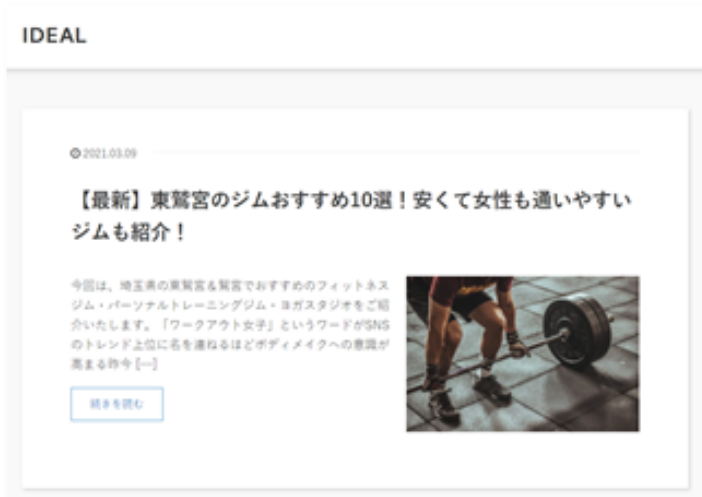 IDEAL
2021.03.09
【最新】東鷲宮のジムおすすめ10選！安くて女性も通いやすい
ジムも紹介！
今回は、埼玉県の東鷲宮＆鷲宮でおすすめのフィットネス
ジム・パーソナルトレーニングジム・ヨガスタジオをご紹
介いたします。「ワークアウト女子」というワードがSNS
のトレンド上位に名を連ねるほどボディメイクへの意識が
高まる昨今 [—]
続きを読む